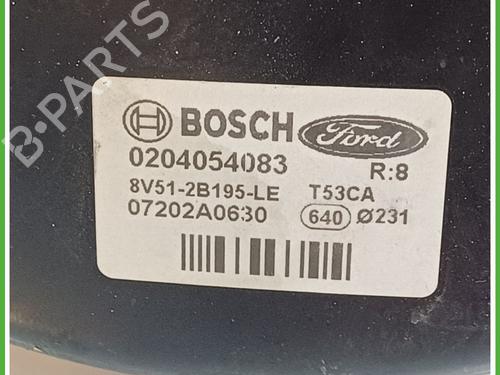 B-PARTS
BOSCH Ford
0204054083 R:8
8V51-2B195-LE T53CA
07202A0630 640 Ø231